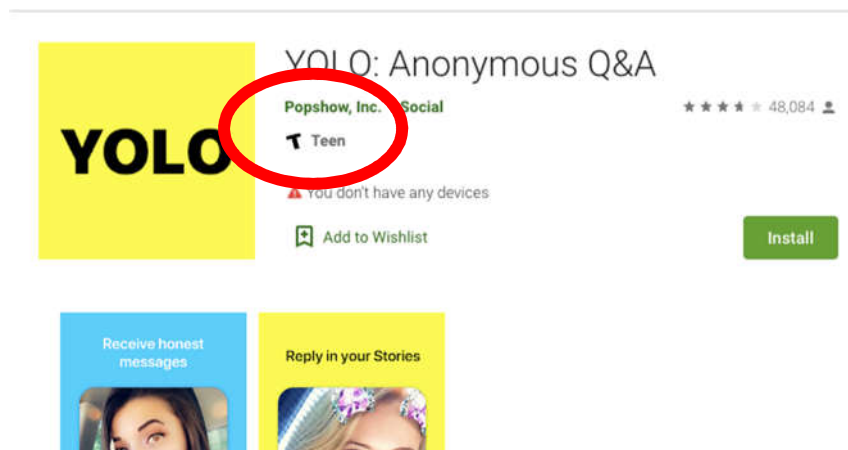 YOLO
YOLO: Anonymous Q&A
Popshow, Inc. Social
48,084
T Teen
You don't have any devices
Add to Wishlist
Install
Receive honest
messages
Reply in your Stories